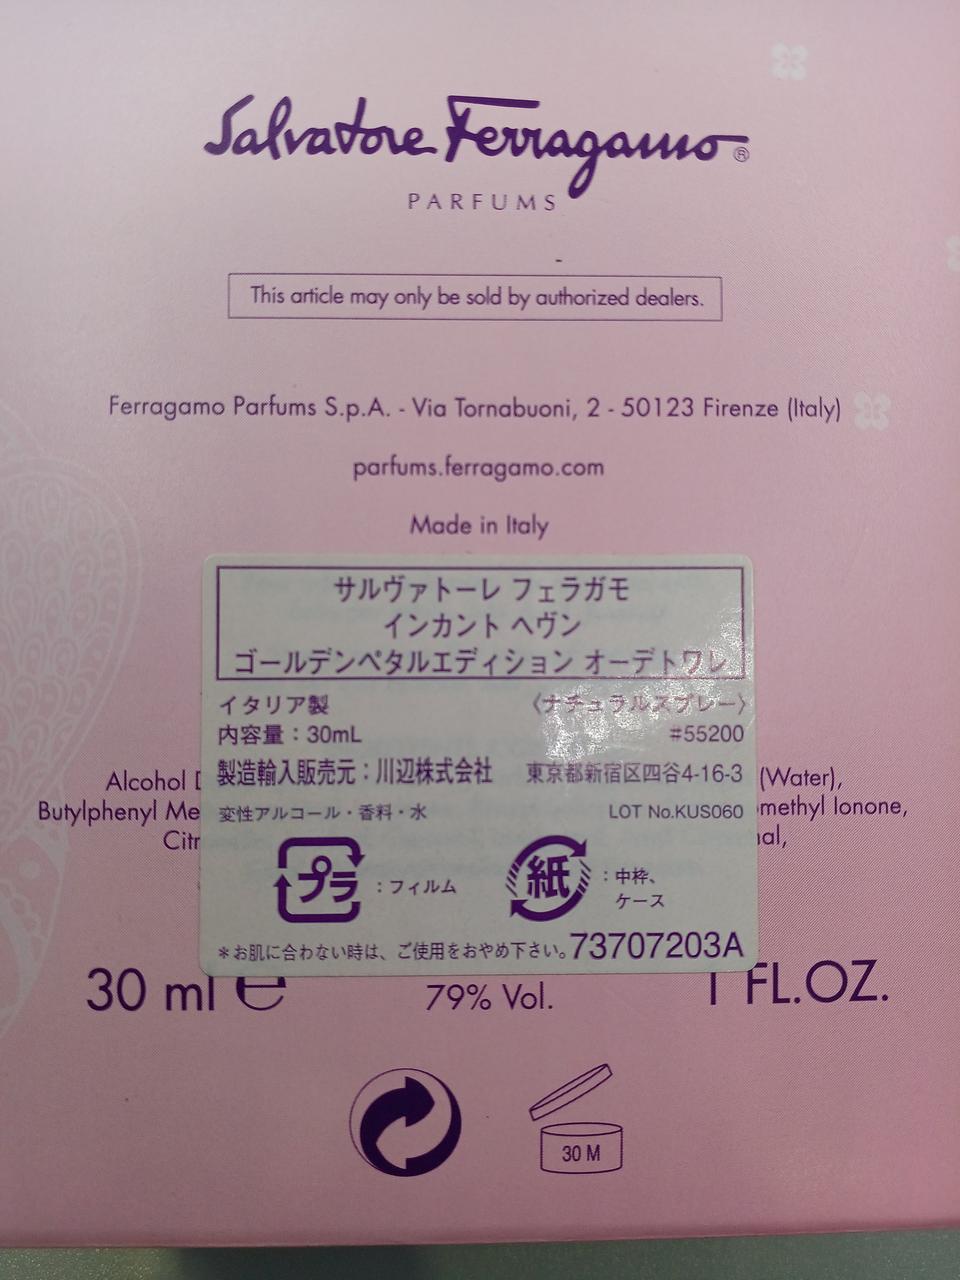 Salvatore Ferragamo®
PARFUMS
This article may only be sold by authorized dealers.
Ferragamo Parfums S.p.A. - Via Tornabuoni, 2 - 50123 Firenze (Italy)
parfums.ferragamo.com
Made in Italy
サルヴァトーレ フェラガモ
インカント ヘヴン
ゴールデンペタルエディション オーデトワレ
イタリア製 〈ナチュラルスプレー〉
内容量：30mL #55200
製造輸入販売元：川辺株式会社 東京都新宿区四谷4-16-3
Alcohol (Water),
Butylphenyl
変性アルコール・香料・水 LOT No.KUS060
Ionone,
プラ ：フィルム 紙 ：中枠、
ケース
＊お肌に合わない時は、ご使用をおやめ下さい。73707203A
30 ml e 79% Vol. 1 FL.OZ.
30 M